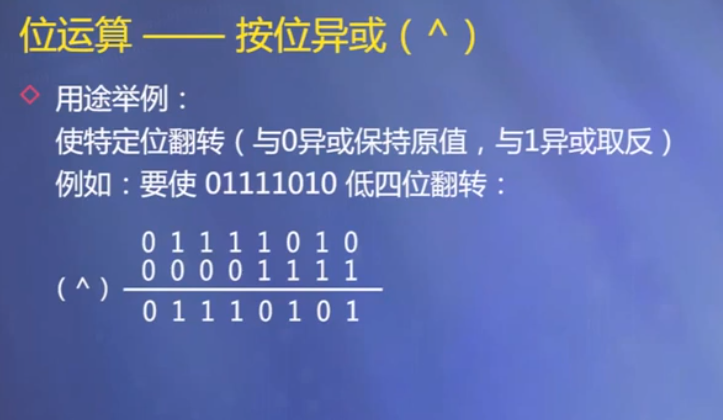 位运算 —— 按位异或（^）
用途举例：
使特定位翻转（与0异或保持原值，与1异或取反）
例如：要使 01111010 低四位翻转：
0 1 1 1 1 0 1 0
(^) 0 0 0 0 1 1 1 1
0 1 1 1 0 1 0 1